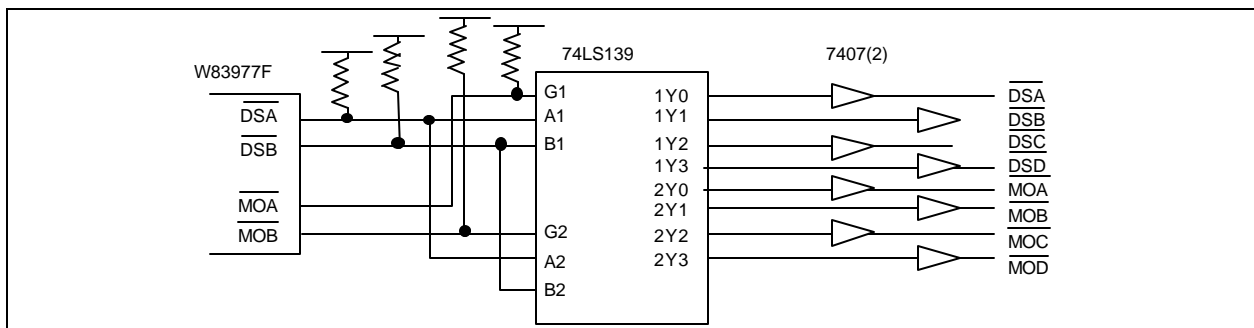 74LS139
7407(2)
W83977F
DSA
DSB
MOA
MOB
G1
A1
B1
G2
A2
B2
1Y0
1Y1
1Y2
1Y3
2Y0
2Y1
2Y2
2Y3
DSA
DSB
DSC
DSD
MOA
MOB
MOC
MOD